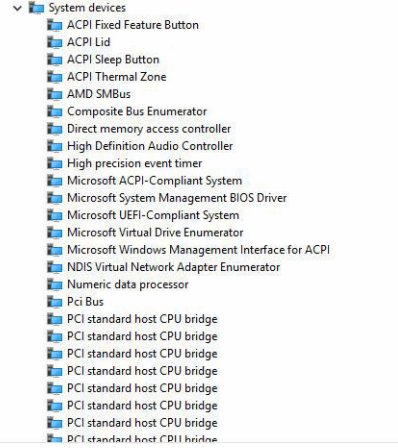 System devices
ACPI Fixed Feature Button
ACPI Lid
ACPI Sleep Button
ACPI Thermal Zone
AMD SMBus
Composite Bus Enumerator
Direct memory access controller
High Definition Audio Controller
High precision event timer
Microsoft ACPI-Compliant System
Microsoft System Management BIOS Driver
Microsoft UEFI-Compliant System
Microsoft Virtual Drive Enumerator
Microsoft Windows Management Interface for ACPI
NDIS Virtual Network Adapter Enumerator
Numeric data processor
Pci Bus
PCI standard host CPU bridge
PCI standard host CPU bridge
PCI standard host CPU bridge
PCI standard host CPU bridge
PCI standard host CPU bridge
PCI standard host CPU bridge
PCI standard host CPU bridge
PCI standard host CPU bridge